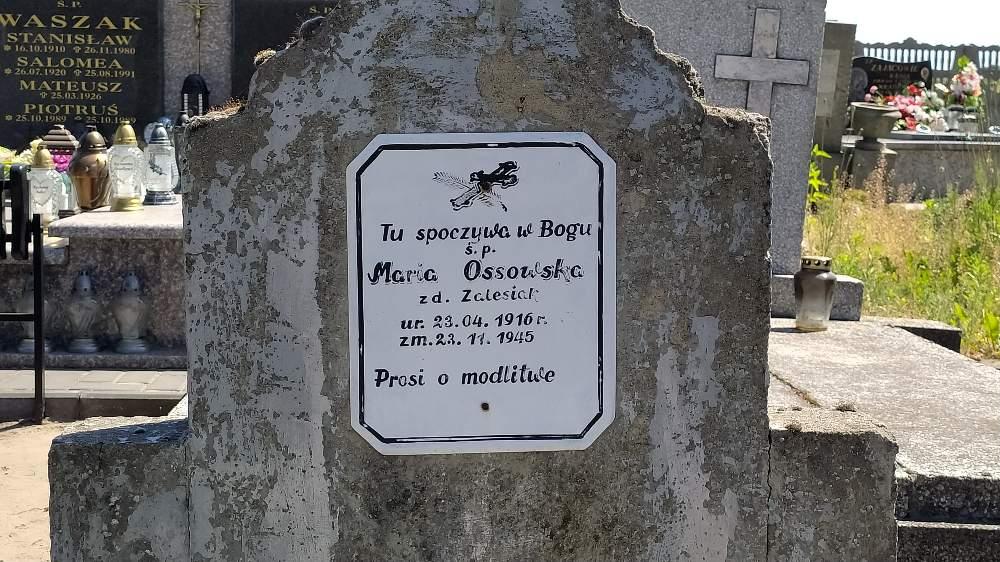 Ś.P.
WASZAK
STANISŁAW
* 16.10.1910 ✞ 26.11.1980
SALOMEA
* 26.07.1920 ✞ 25.08.1991
MATEUSZ
✞ 25.03.1926
PIOTRUŚ
* 25.10.1989 ✞ 25.10.1989
Ś.P.
Tu spoczywa w Bogu
ś.p.
Maria Ossowska
zd. Zalesiak
ur. 23.04.1916 r.
zm. 23.11.1945
Prosi o modlitwe